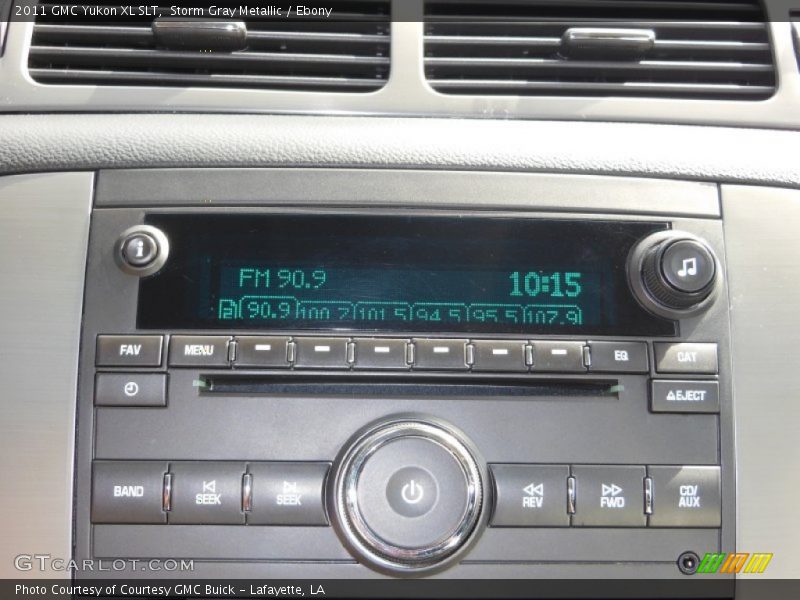 2011 GMC Yukon XL SLT, Storm Gray Metallic / Ebony
i
FM 90.9 10:15
90.9 100.7 101.5 94.5 95.5 107.9
FAV MENU EQ CAT
EJECT
BAND SEEK SEEK REV FWD CD/
AUX
GTCARLOT.COM
Photo Courtesy of Courtesy GMC Buick - Lafayette, LA